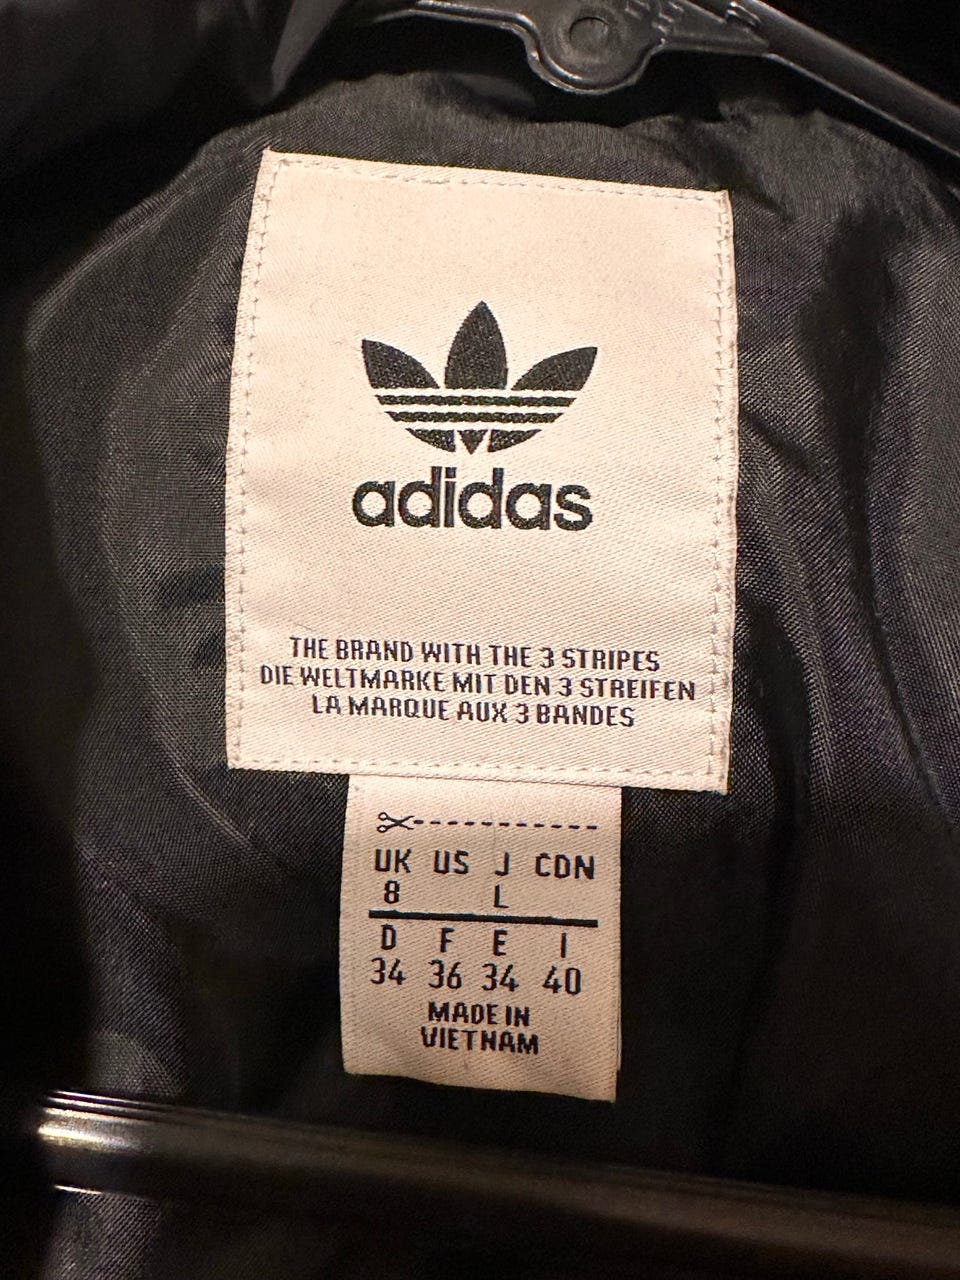 adidas
THE BRAND WITH THE 3 STRIPES
DIE WELTMARKE MIT DEN 3 STREIFEN
LA MARQUE AUX 3 BANDES
UK US J CDN
8 L
D F E I
34 36 34 40
MADE IN
VIETNAM